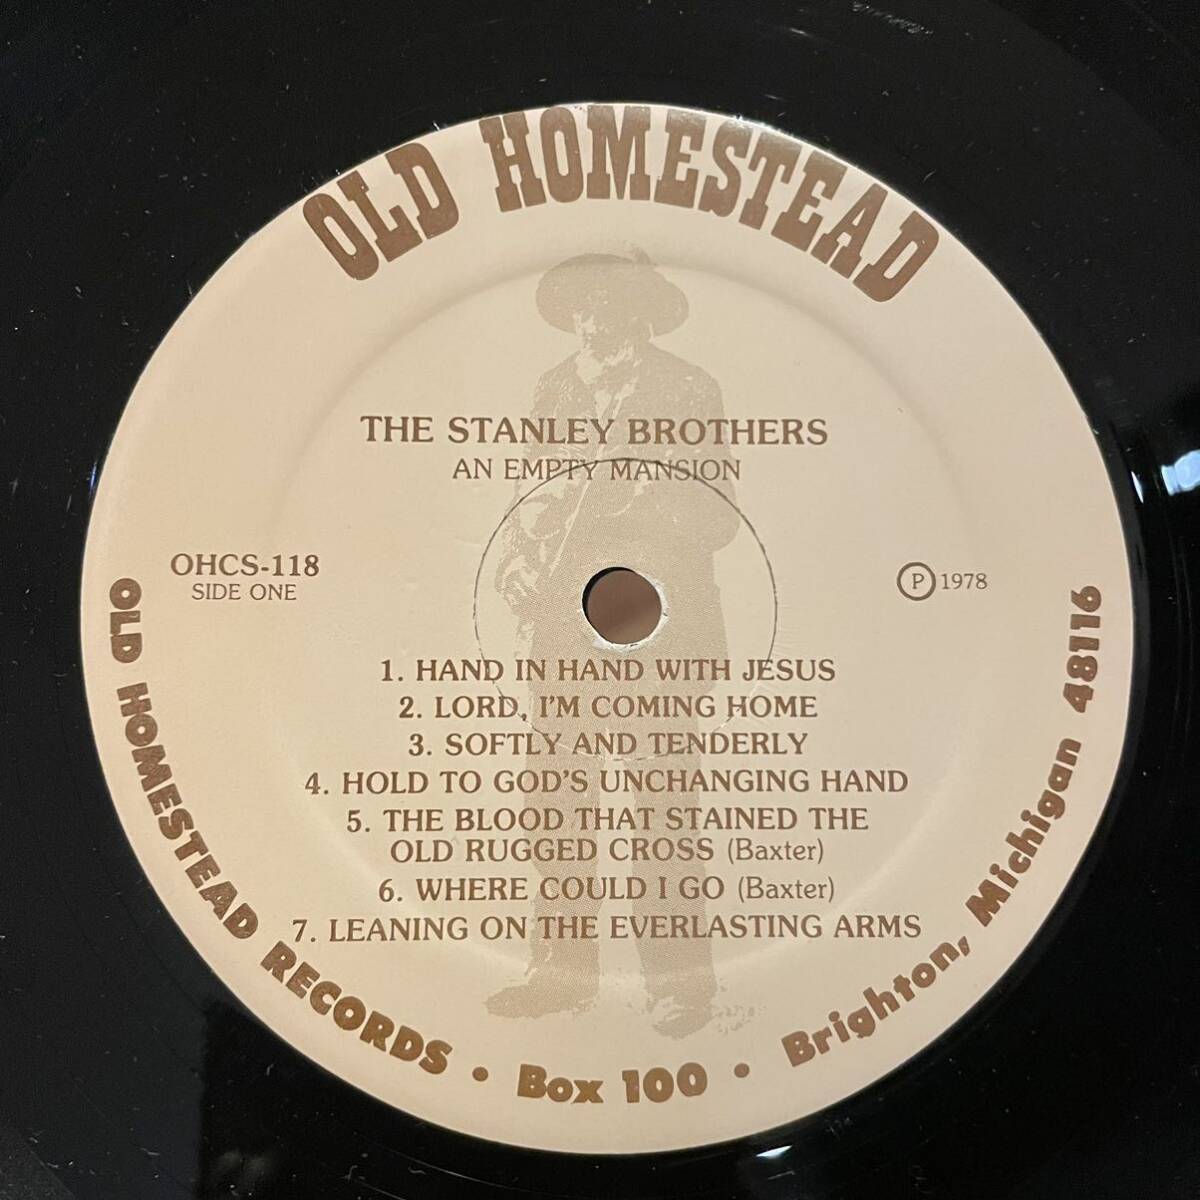 OLD HOMESTEAD
THE STANLEY BROTHERS
AN EMPTY MANSION
OHCS-118
SIDE ONE
Ⓟ 1978
1. HAND IN HAND WITH JESUS
2. LORD, I'M COMING HOME
3. SOFTLY AND TENDERLY
4. HOLD TO GOD'S UNCHANGING HAND
5. THE BLOOD THAT STAINED THE
OLD RUGGED CROSS (Baxter)
6. WHERE COULD I GO (Baxter)
7. LEANING ON THE EVERLASTING ARMS
OLD HOMESTEAD RECORDS • Box 100 • Brighton, Michigan 48116